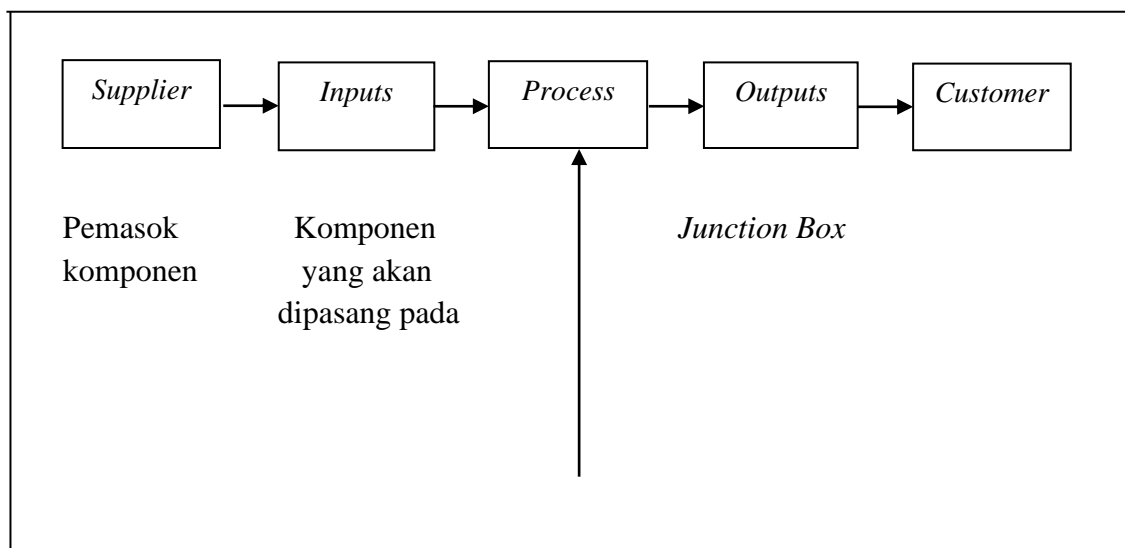 Supplier
Inputs
Process
Outputs
Customer
Pemasok
komponen
Komponen
yang akan
dipasang pada
Junction Box